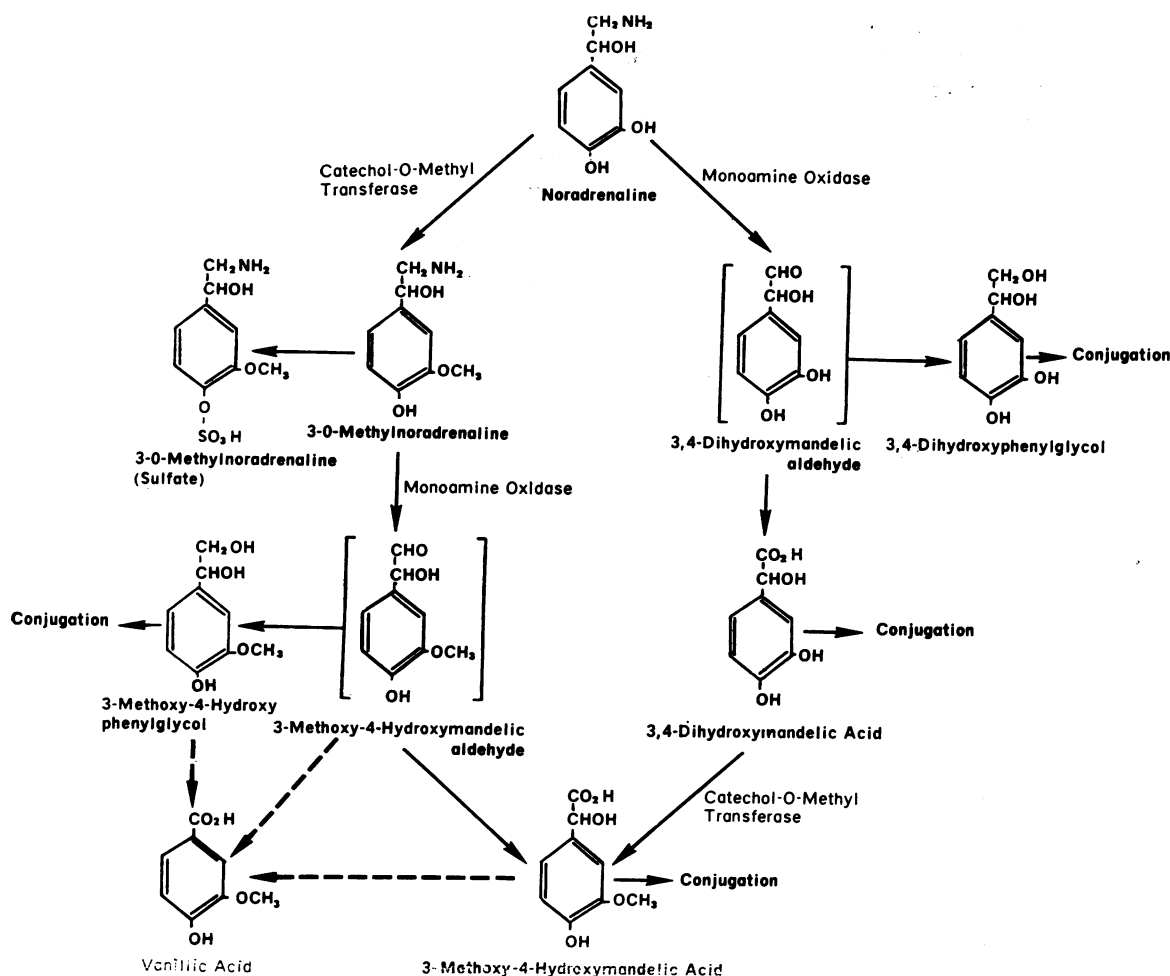 CH₂NH₂
CHOH
OH
OH
Noradrenaline
Catechol-O-Methyl
Transferase
Monoamine Oxidase
CH₂NH₂
CHOH
OCH₃
O
SO₃H
3-0-Methylnoradrenaline
(Sulfate)
CH₂NH₂
CHOH
OCH₃
OH
3-0-Methylnoradrenaline
CHO
CHOH
OH
OH
3,4-Dihydroxymandelic
aldehyde
CH₂OH
CHOH
OH
OH
Conjugation
3,4-Dihydroxyphenylglycol
Monoamine Oxidase
CH₂OH
CHOH
OCH₃
OH
Conjugation
3-Methoxy-4-Hydroxy
phenylglycol
CHO
CHOH
OCH₃
OH
3-Methoxy-4-Hydroxymandelic
aldehyde
CO₂H
CHOH
OH
OH
Conjugation
3,4-Dihydroxymandelic Acid
Catechol-O-Methyl
Transferase
CO₂H
OCH₃
OH
Vanillic Acid
CO₂H
CHOH
OCH₃
OH
Conjugation
3-Methoxy-4-Hydroxymandelic Acid